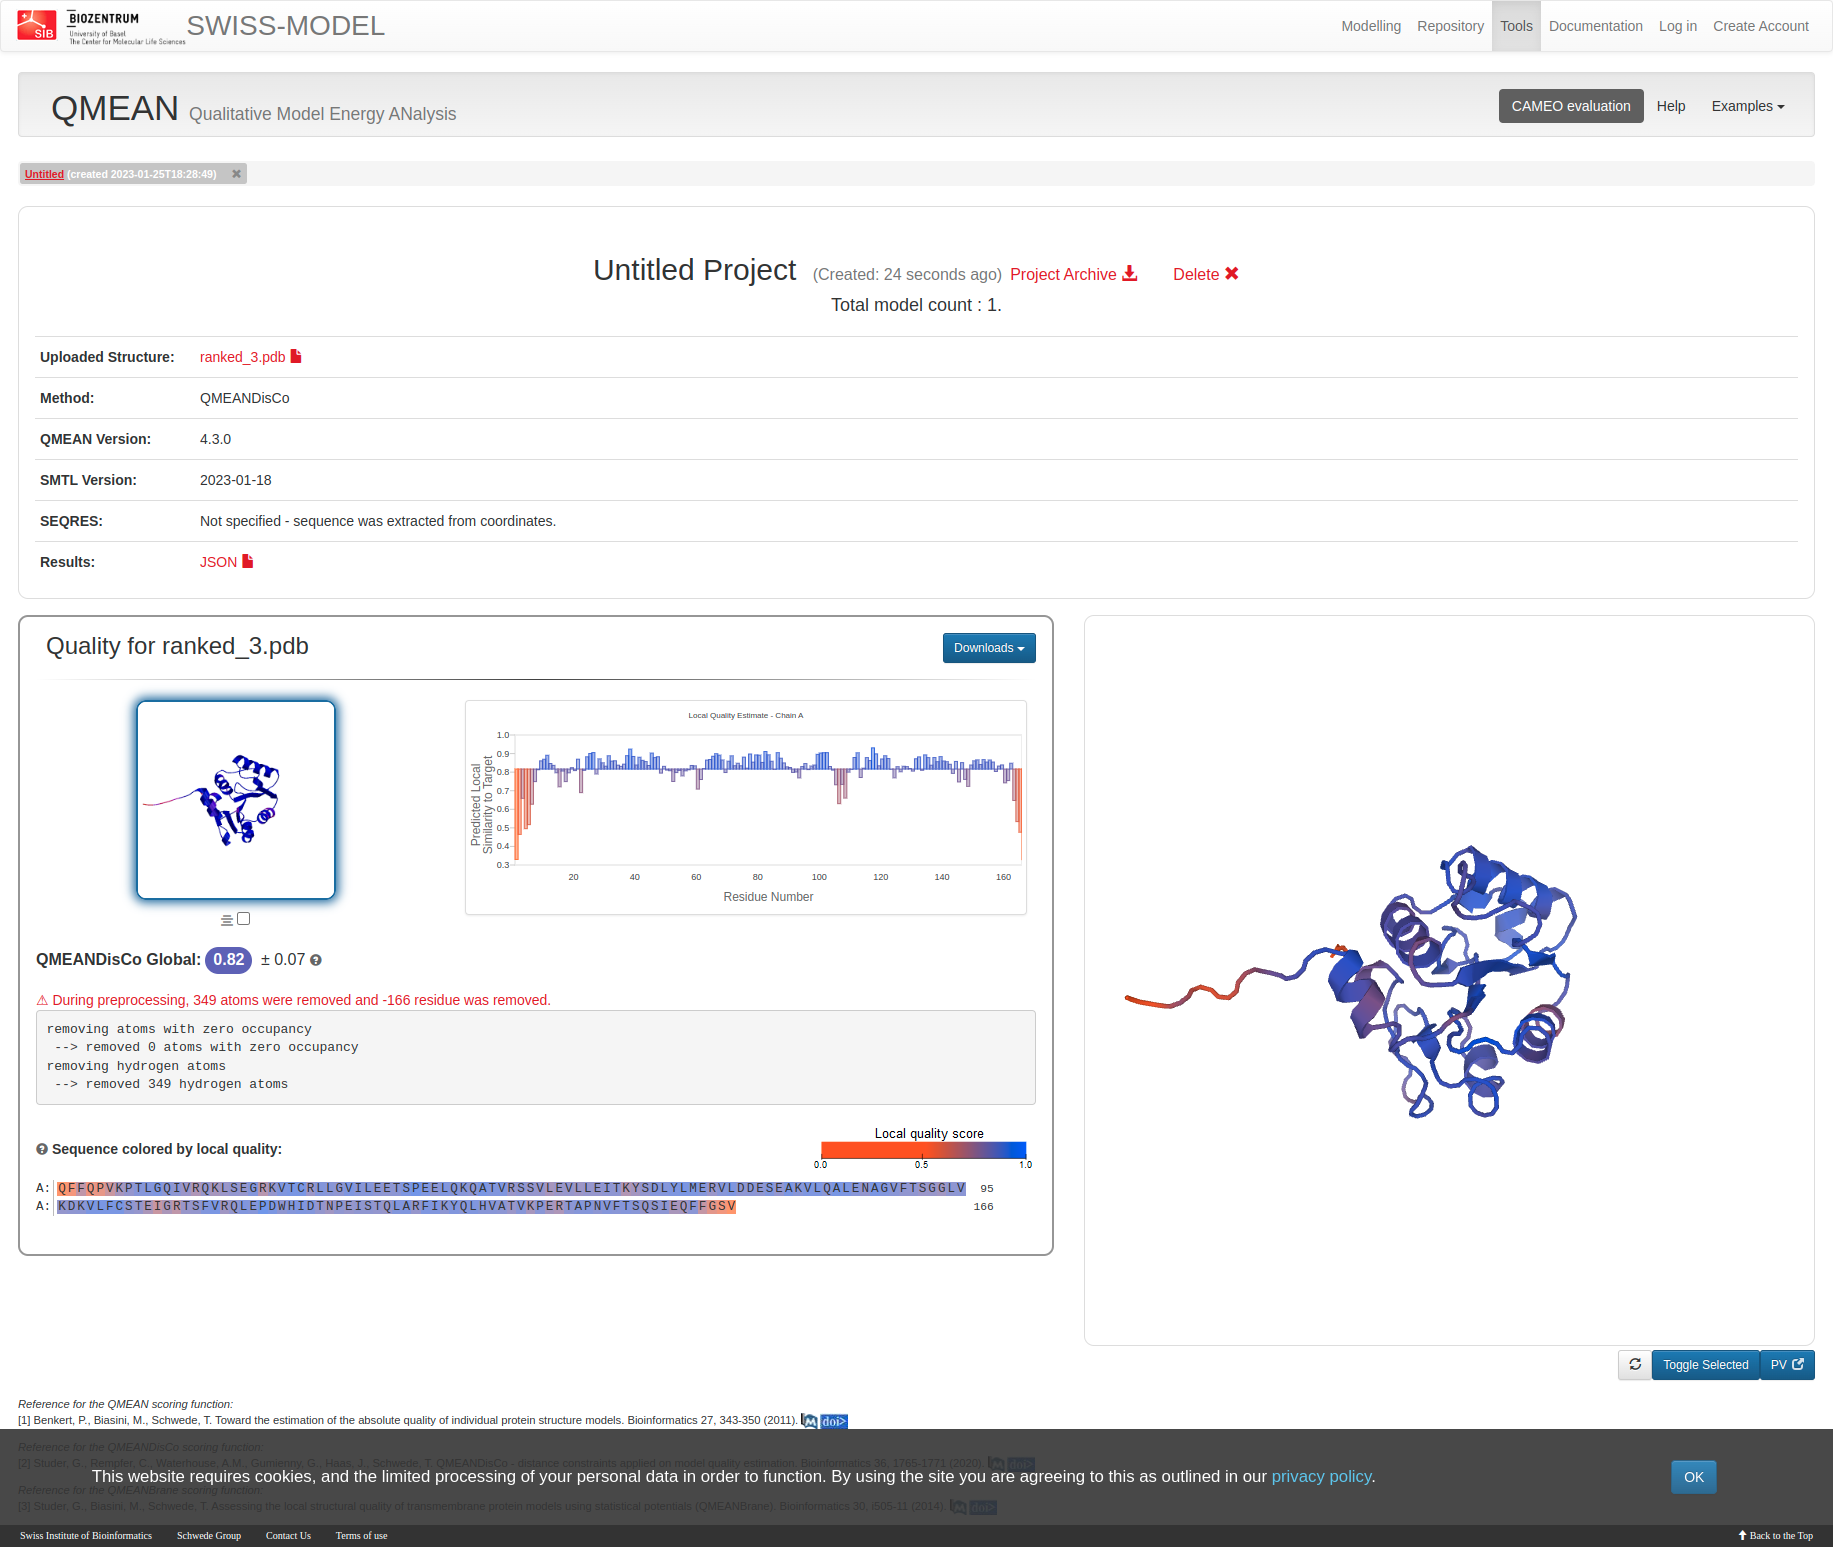 SIB
BIOZENTRUM
University of Basel
The Center for Molecular Life Sciences
SWISS-MODEL
Modelling Repository Tools Documentation Log in Create Account
QMEAN Qualitative Model Energy ANalysis
CAMEO evaluation Help Examples
Untitled (created 2023-01-25T18:28:49)
Untitled Project (Created: 24 seconds ago) Project Archive Delete
Total model count : 1.
Uploaded Structure: ranked_3.pdb
Method: QMEANDisCo
QMEAN Version: 4.3.0
SMTL Version: 2023-01-18
SEQRES: Not specified - sequence was extracted from coordinates.
Results: JSON
Quality for ranked_3.pdb
Downloads
Local Quality Estimate - Chain A
Predicted Local
Similarity to Target
1.0
0.9
0.8
0.7
0.6
0.5
0.4
0.3
20 40 60 80 100 120 140 160
Residue Number
QMEANDisCo Global: 0.82 ± 0.07
⚠ During preprocessing, 349 atoms were removed and -166 residue was removed.
removing atoms with zero occupancy
--> removed 0 atoms with zero occupancy
removing hydrogen atoms
--> removed 349 hydrogen atoms
Sequence colored by local quality:
Local quality score
0.0 0.5 1.0
A: QFFQPVKPTLGQIVRQKLSEGRKVTCRLLGVILEETSPEELQKQATVRSSVLEVLLEITKYSDLYLMERVLDDESEAKVLQALENAGVFTSGGLV 95
A: KDKVLFCSTEIGRTSFVRQLEPDWHIDTNPEISTQLARFIKYQLHVATVKPERTAPNVFTSQSIEQFFGSV 166
Toggle Selected PV
Reference for the QMEAN scoring function:
[1] Benkert, P., Biasini, M., Schwede, T. Toward the estimation of the absolute quality of individual protein structure models. Bioinformatics 27, 343-350 (2011). M doi>
Reference for the QMEANDisCo scoring function:
[2] Studer, G., Rempfer, C., Waterhouse, A.M., Gumienny, G., Haas, J., Schwede, T. QMEANDisCo - distance constraints applied on model quality estimation. Bioinformatics 36, 1765-1771 (2020). M doi>
This website requires cookies, and the limited processing of your personal data in order to function. By using the site you are agreeing to this as outlined in our privacy policy.
OK
Reference for the QMEANBrane scoring function:
[3] Studer, G., Biasini, M., Schwede, T. Assessing the local structural quality of transmembrane protein models using statistical potentials (QMEANBrane). Bioinformatics 30, i505-11 (2014). M doi>
Swiss Institute of Bioinformatics Schwede Group Contact Us Terms of use
Back to the Top